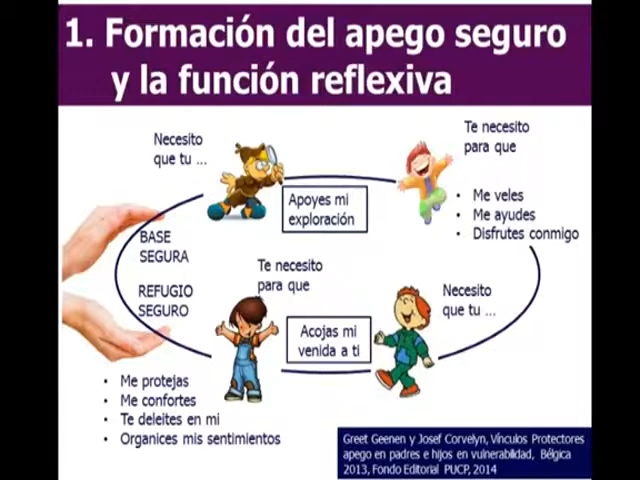 1. Formación del apego seguro
y la función reflexiva
Necesito
que tu ...
Te necesito
para que
Apoyes mi
exploración
• Me veles
• Me ayudes
• Disfrutes conmigo
BASE
SEGURA
REFUGIO
SEGURO
Te necesito
para que
Necesito
que tu ...
Acojas mi
venida a ti
• Me protejas
• Me confortes
• Te deleites en mi
• Organices mis sentimientos
Greet Geenen y Josef Corvelyn, Vínculos Protectores
apego en padres e hijos en vulnerabilidad, Bélgica
2013, Fondo Editorial PUCP, 2014